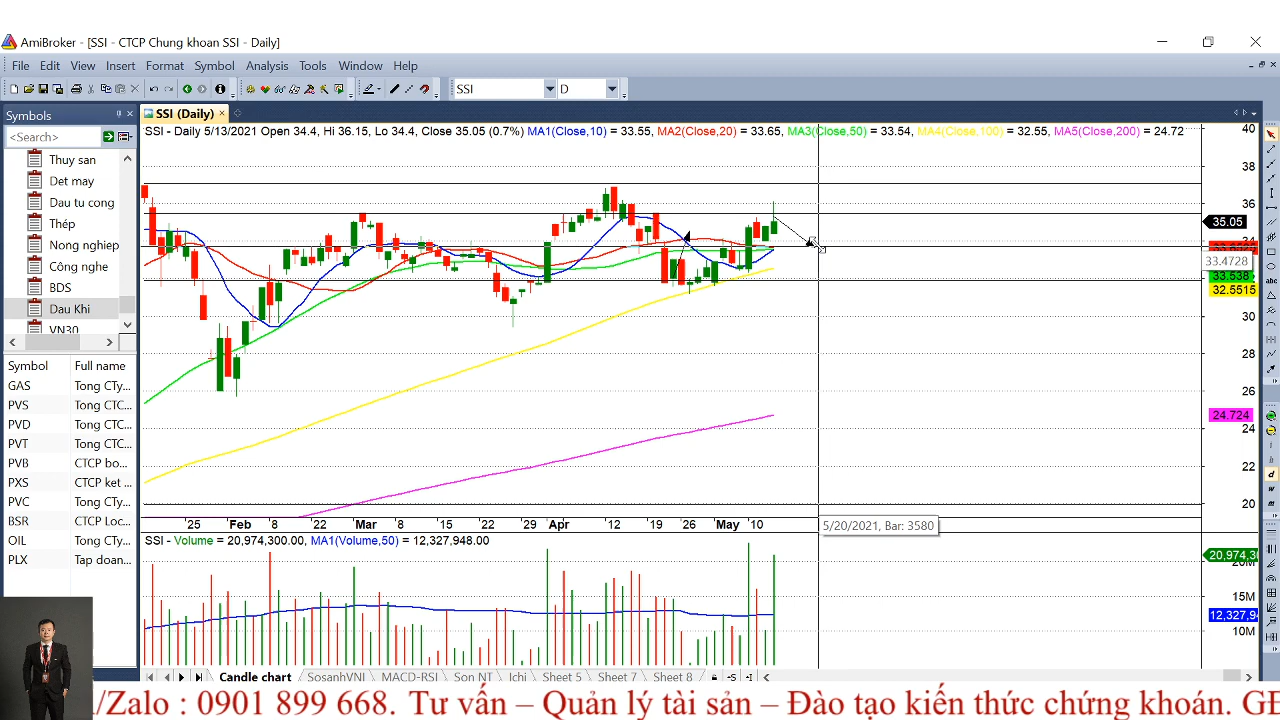 AmiBroker - [SSI - CTCP Chung khoan SSI - Daily]
File Edit View Insert Format Symbol Analysis Tools Window Help
SSI D
Symbols
SSI (Daily)
<Search>
SSI - Daily 5/13/2021 Open 34.4, Hi 36.15, Lo 34.4, Close 35.05 (0.7%) MA1(Close,10) = 33.55, MA2(Close,20) = 33.65, MA3(Close,50) = 33.54, MA4(Close,100) = 32.55, MA5(Close,200) = 24.72
Thuy san
Det may
Dau tu cong
Thép
Nong nghiep
Công nghe
BDS
Dau Khi
VN30
Symbol Full name
GAS Tong CTy...
PVS Tong CTC...
PVD Tong CTC...
PVT Tong CTC...
PVB CTCP bo...
PXS CTCP ket ...
PVC Tong CTy...
BSR CTCP Loc...
OIL Tong CTy...
PLX Tap doan...
40
38
36
35.05
34
33.4728
33.538
32.5515
30
28
26
24.724
24
22
20
25 Feb 8 22 Mar 8 15 22 29 Apr 12 19 26 May 10
5/20/2021, Bar: 3580
SSI - Volume = 20,974,300.00, MA1(Volume,50) = 12,327,948.00
20,974,3
20M
15M
12,327,9
10M
Candle chart SosanhVNI MACD-RSI Son NT Ichi Sheet 5 Sheet 7 Sheet 8
/Zalo : 0901 899 668. Tư vấn – Quản lý tài sản – Đào tạo kiến thức chứng khoán. GĐ